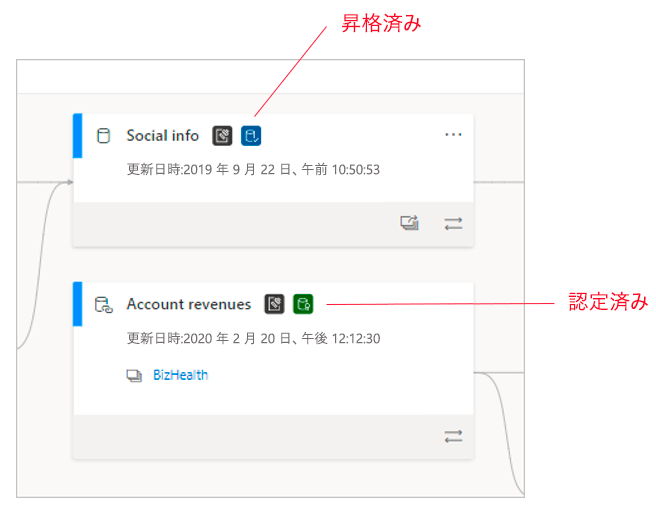 昇格済み
Social info
更新日時:2019 年 9 月 22 日、午前 10:50:53
Account revenues
認定済み
更新日時:2020 年 2 月 20 日、午後 12:12:30
BizHealth